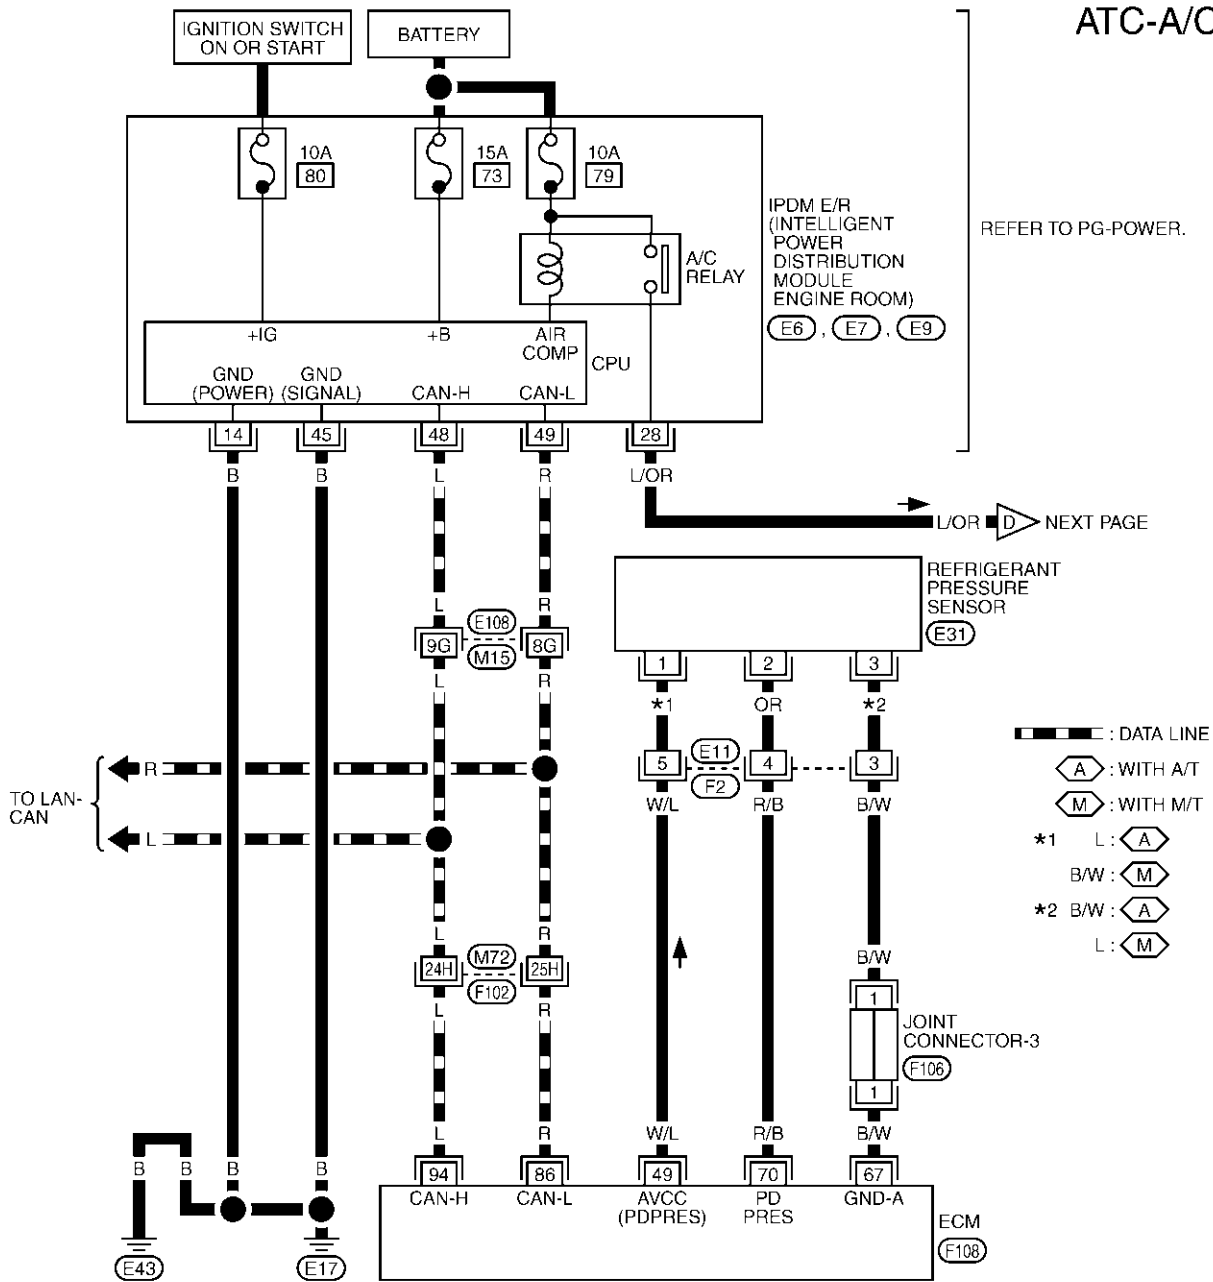 ATC-A/C
IGNITION SWITCH
ON OR START
BATTERY
10A
80
15A
73
10A
79
IPDM E/R
(INTELLIGENT
POWER
DISTRIBUTION
MODULE
ENGINE ROOM)
E6 , E7 , E9
REFER TO PG-POWER.
A/C
RELAY
+IG
+B
AIR
COMP
CPU
GND
(POWER)
GND
(SIGNAL)
CAN-H
CAN-L
14 45 48 49 28
B B L R L/OR
L/OR D NEXT PAGE
REFRIGERANT
PRESSURE
SENSOR
E31
L R
E108
9G 8G
M15
L R
1 2 3
*1 OR *2
E11
5 4 3
F2
W/L R/B B/W
: DATA LINE
A : WITH A/T
M : WITH M/T
*1 L : A
B/W : M
*2 B/W : A
L : M
R
L
TO LAN-
CAN
L R
M72
24H 25H
F102
L R
B/W
1
JOINT
CONNECTOR-3
F106
1
B B B B L R W/L R/B B/W
94 86 49 70 67
CAN-H
CAN-L
AVCC
(PDPRES)
PD
PRES
GND-A
ECM
F108
E43
E17